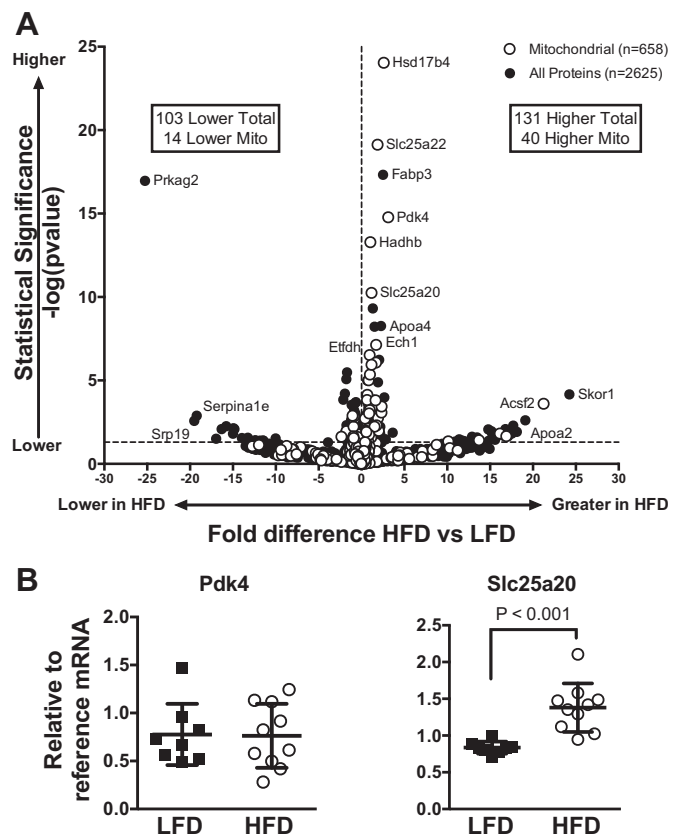 A
Higher
Lower
Statistical Significance
-log(pvalue)
25
20
15
10
5
0
Mitochondrial (n=658)
All Proteins (n=2625)
103 Lower Total
14 Lower Mito
131 Higher Total
40 Higher Mito
Hsd17b4
Slc25a22
Fabp3
Prkag2
Pdk4
Hadhb
Slc25a20
Apoa4
Ech1
Etfdh
Skor1
Acsf2
Serpina1e
Srp19
Apoa2
-30 -25 -20 -15 -10 -5 0 5 10 15 20 25 30
Lower in HFD
Greater in HFD
Fold difference HFD vs LFD
B
Pdk4
Relative to
reference mRNA
2.0
1.5
1.0
0.5
0.0
LFD HFD
Slc25a20
P < 0.001
2.5
2.0
1.5
1.0
0.5
0.0
LFD HFD